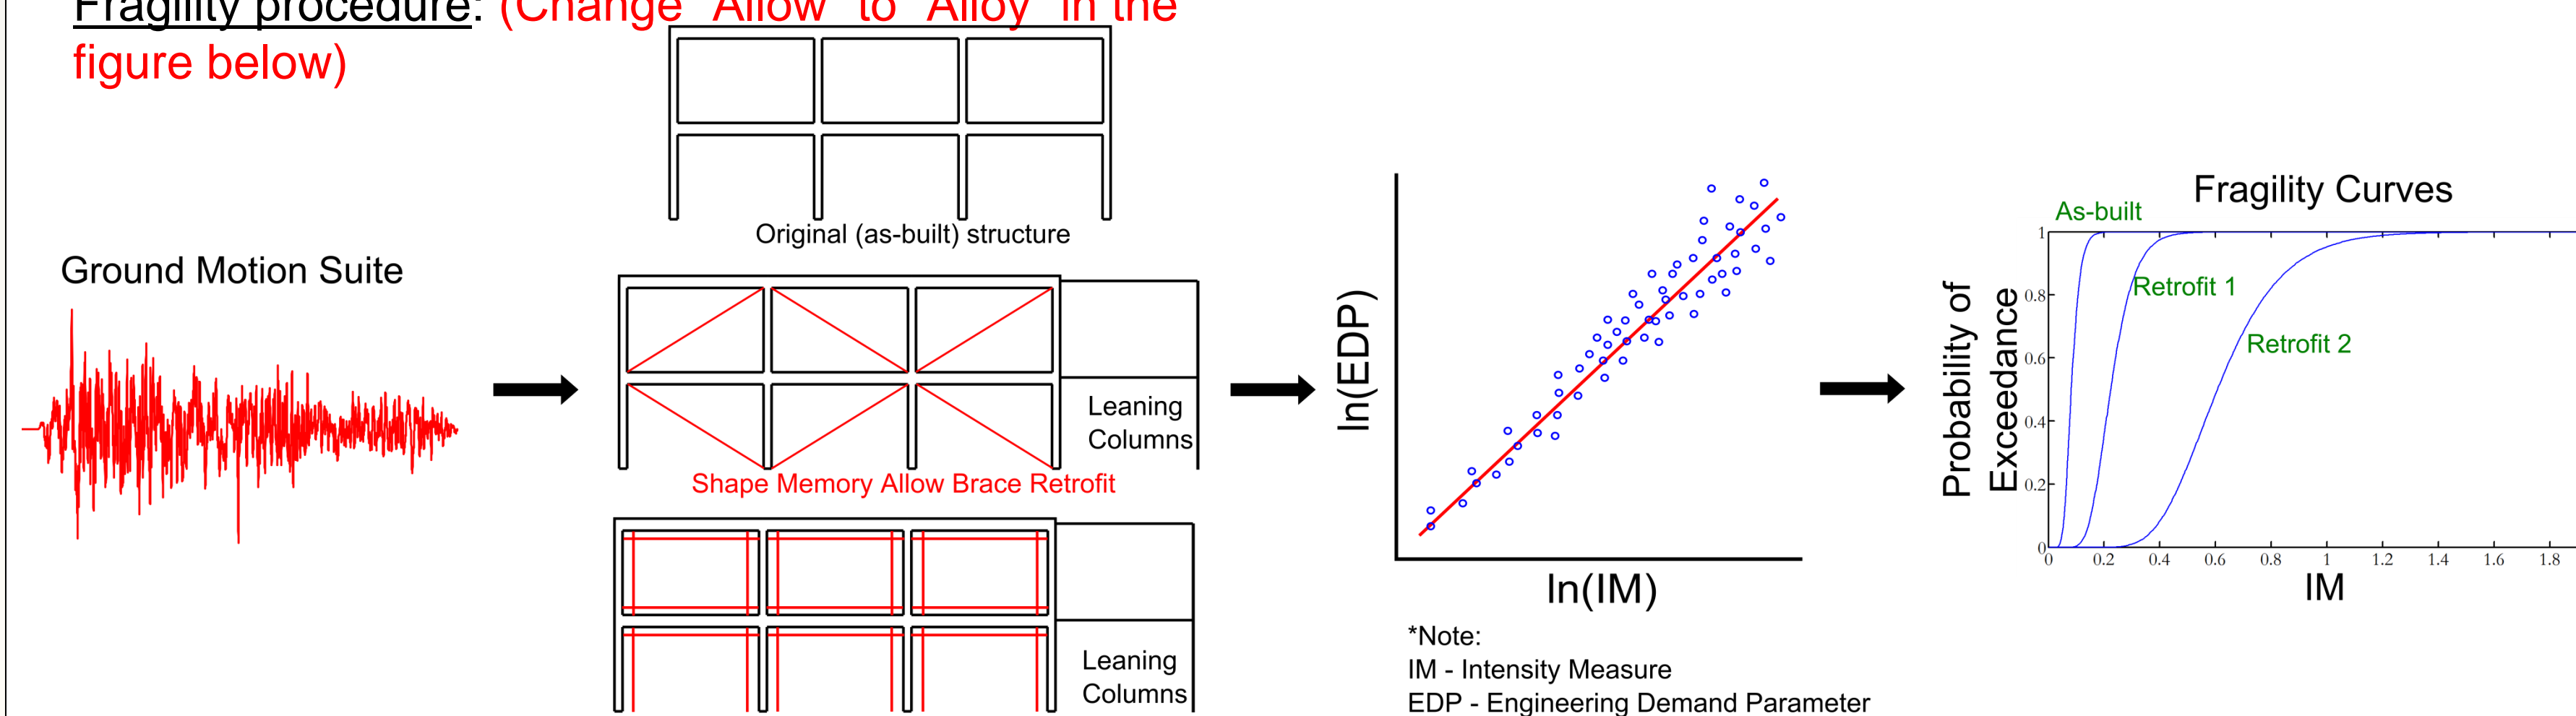 Fragility procedure: (Change "Allow" to "Alloy" in the
figure below)
Original (as-built) structure
Ground Motion Suite
Leaning
Columns
Shape Memory Allow Brace Retrofit
Leaning
Columns
ln(EDP)
ln(IM)
*Note:
IM - Intensity Measure
EDP - Engineering Demand Parameter
Fragility Curves
As-built
Retrofit 1
Retrofit 2
Probability of
Exceedance
1
0.8
0.6
0.4
0.2
0
0 0.2 0.4 0.6 0.8 1 1.2 1.4 1.6 1.8
IM